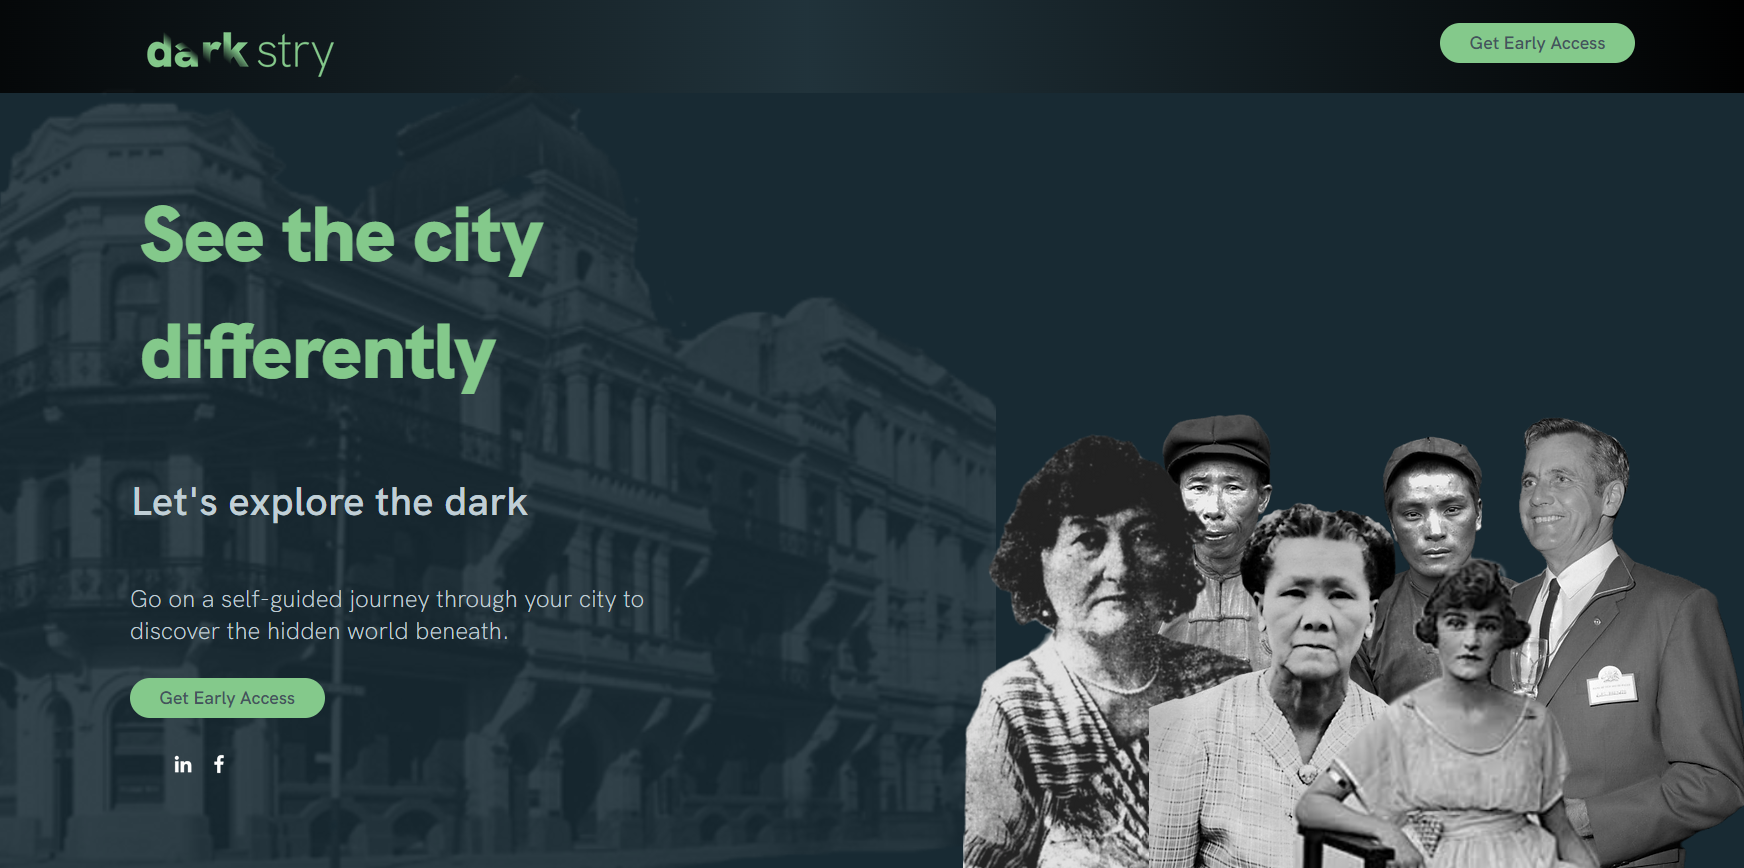 dark stry
Get Early Access
See the city
differently
Let's explore the dark
Go on a self-guided journey through your city to
discover the hidden world beneath.
Get Early Access
in f